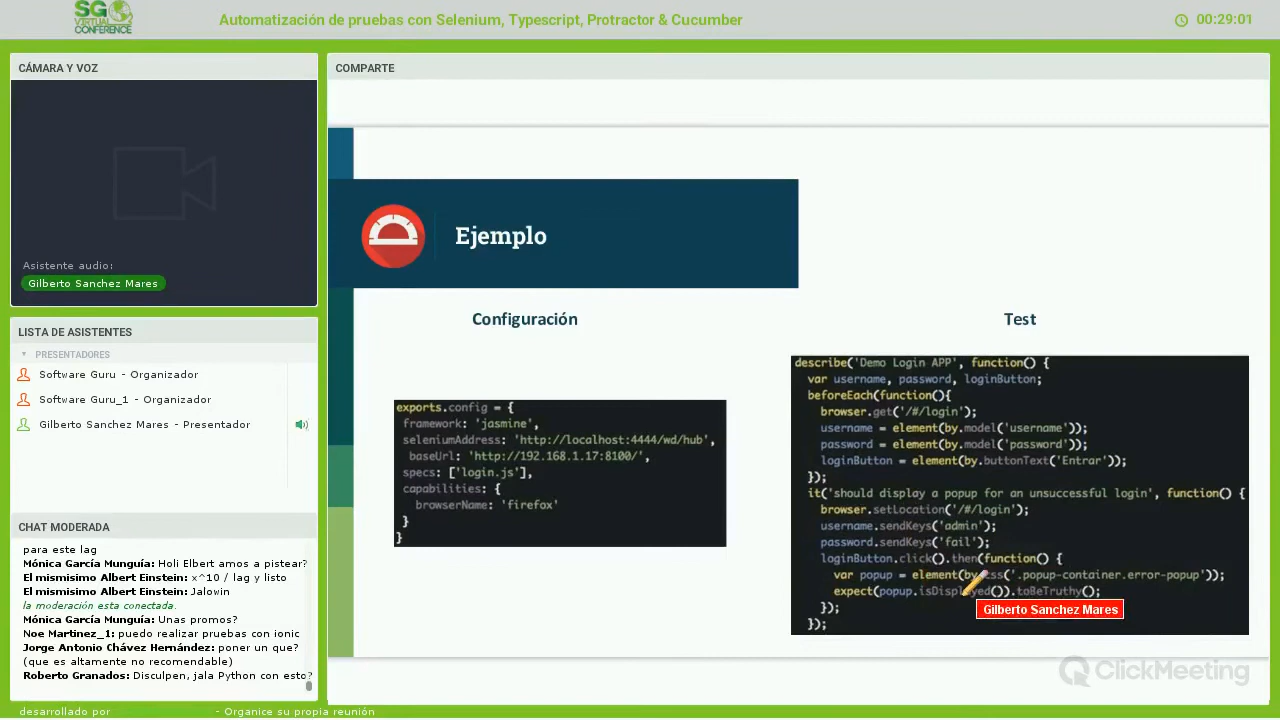 SG
VIRTUAL
CONFERENCE
Automatización de pruebas con Selenium, Typescript, Protractor & Cucumber
00:29:01
CÁMARA Y VOZ
Asistente audio:
Gilberto Sanchez Mares
LISTA DE ASISTENTES
PRESENTADORES
Software Guru - Organizador
Software Guru_1 - Organizador
Gilberto Sanchez Mares - Presentador
CHAT MODERADA
para este lag
Mónica García Munguía: Holi Elbert amos a pistear?
El mismisimo Albert Einstein: x^10 / lag y listo
El mismisimo Albert Einstein: Jalowin
la moderación esta conectada.
Mónica García Munguía: Unas promos?
Noe Martinez_1: puedo realizar pruebas con ionic
Jorge Antonio Chávez Hernández: poner un que?
(que es altamente no recomendable)
Roberto Granados: Disculpen, jala Python con esto?
desarrollado por - Organice su propia reunión
COMPARTE
Ejemplo
Configuración
exports.config = {
framework: 'jasmine',
seleniumAddress: 'http://localhost:4444/wd/hub',
baseUrl: 'http://192.168.1.17:8100/',
specs: ['login.js'],
capabilities: {
browserName: 'firefox'
}
}
Test
describe('Demo Login APP', function() {
var username, password, loginButton;
beforeEach(function(){
browser.get('/#/login');
username = element(by.model('username'));
password = element(by.model('password'));
loginButton = element(by.buttonText('Entrar'));
});
it('should display a popup for an unsuccessful login', function() {
browser.setLocation('/#/login');
username.sendKeys('admin');
password.sendKeys('fail');
loginButton.click().then(function() {
var popup = element(by.css('.popup-container.error-popup'));
expect(popup.isDisplayed()).toBeTruthy();
});
});
Gilberto Sanchez Mares
ClickMeeting